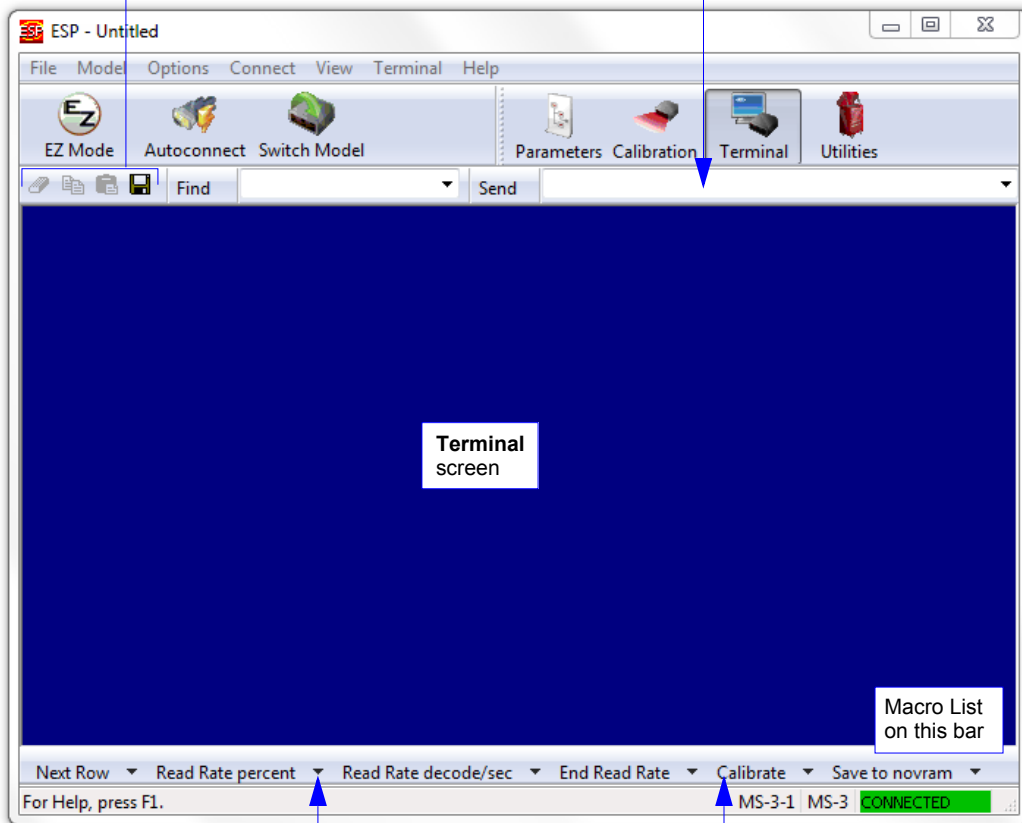 ESP ESP - Untitled
File Model Options Connect View Terminal Help
EZ
EZ Mode Autoconnect Switch Model Parameters Calibration Terminal Utilities
Find Send
Terminal
screen
Macro List
on this bar
Next Row Read Rate percent Read Rate decode/sec End Read Rate Calibrate Save to novram
For Help, press F1. MS-3-1 MS-3 CONNECTED